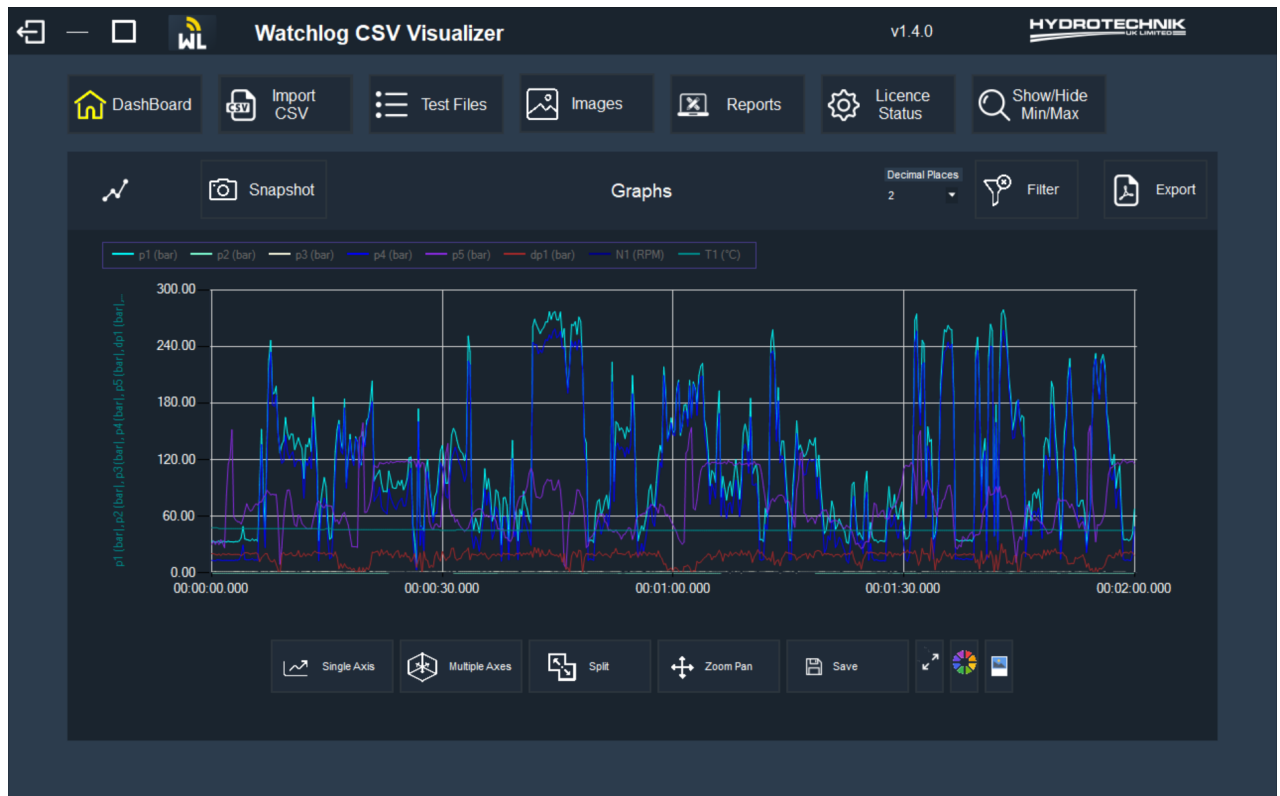 WL Watchlog CSV Visualizer v1.4.0 HYDROTECHNIK
UK LIMITED
DashBoard
CSV
Import
CSV
Test Files
Images
Reports
Licence
Status
Show/Hide
Min/Max
Snapshot
Graphs
Decimal Places
2
Filter
Export
p1 (bar) p2 (bar) p3 (bar) p4 (bar) p5 (bar) dp1 (bar) N1 (RPM) T1 (°C)
p1 (bar), p2 (bar), p3 (bar), p4 (bar), p5 (bar), dp1 (bar),...
300.00
240.00
180.00
120.00
60.00
0.00
00:00:00.000 00:00:30.000 00:01:00.000 00:01:30.000 00:02:00.000
Single Axis Multiple Axes Split Zoom Pan Save